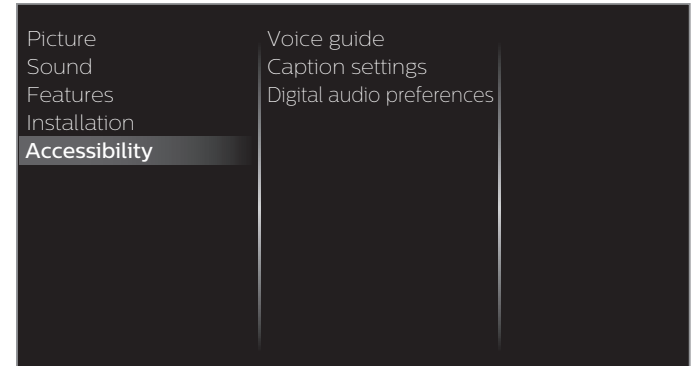 Picture
Sound
Features
Installation
Accessibility
Voice guide
Caption settings
Digital audio preferences